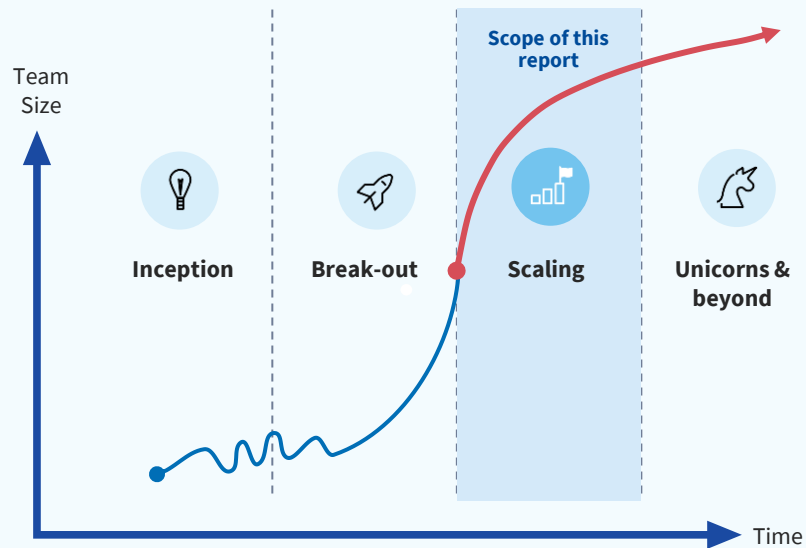 Scope of this
report
Team
Size
Inception
Break-out
Scaling
Unicorns &
beyond
Time